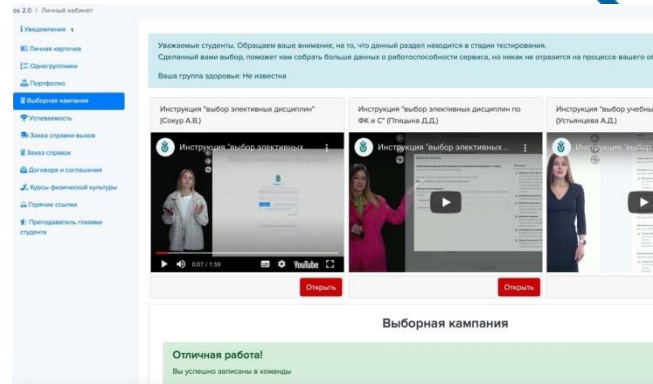 os 2.0 / Личный кабинет
Уведомления
Личная карточка
Одногруппники
Портфолио
Выборная кампания
Успеваемость
Заказ справки-вызов
Заказ справок
Договора и соглашения
Курсы физической культуры
Горячие ссылки
Преподаватель глазами
студента
Уважаемые студенты. Обращаем ваше внимание, на то, что данный раздел находится в стадии тестирования.
Сделанный вами выбор, поможет нам собрать больше данных о работоспособности сервиса, но никак не отразится на процессе вашего об
Ваша группа здоровья: Не известна
Инструкция "выбор элективных дисциплин"
(Сокур А.В.)
Инструкция "выбор элективных
0:07 / 1:59
YouTube
Открыть
Инструкция "выбор элективных дисциплин по
ФК и С" (Птицына Д.Д.)
Инструкция "выбор элективных ...
Открыть
Инструкция "выбор учебны
(Устьянцева А.Д.)
Инструкция "выбор
Выборная кампания
Отличная работа!
Вы успешно записаны в команды